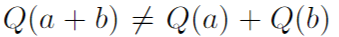 Q(a + b) ≠ Q(a) + Q(b)